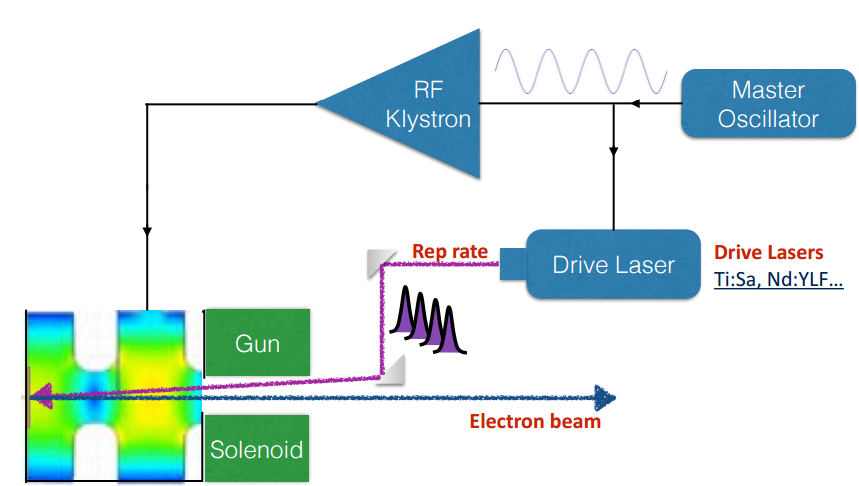 RF
Klystron
Master
Oscillator
Rep rate
Drive Laser
Drive Lasers
Ti:Sa, Nd:YLF...
Gun
Electron beam
Solenoid